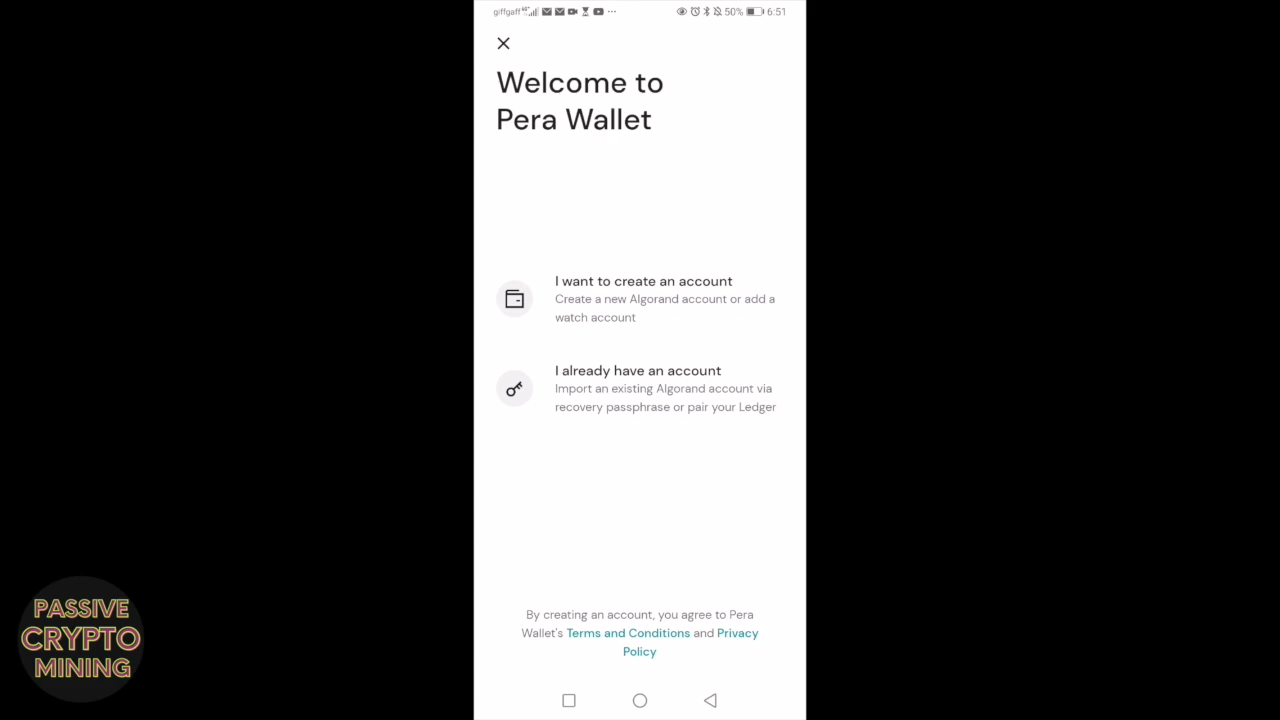 giffgaff 50% 6:51
Welcome to
Pera Wallet
I want to create an account
Create a new Algorand account or add a
watch account
I already have an account
Import an existing Algorand account via
recovery passphrase or pair your Ledger
By creating an account, you agree to Pera
Wallet's Terms and Conditions and Privacy
Policy
PASSIVE
CRYPTO
MINING